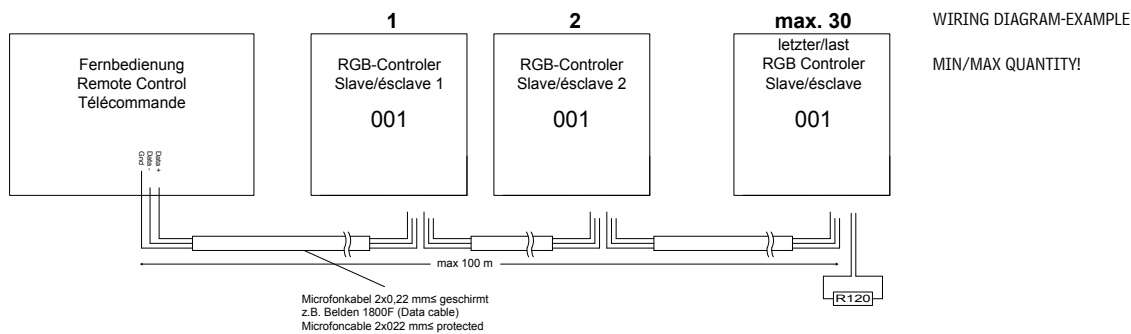 1
2
max. 30
WIRING DIAGRAM-EXAMPLE
MIN/MAX QUANTITY!
Fernbedienung
Remote Control
Télécommande
Gnd
Data -
Data +
RGB-Controler
Slave/ésclave 1
001
RGB-Controler
Slave/ésclave 2
001
letzter/last
RGB Controler
Slave/ésclave
001
max 100 m
R120
Microfonkabel 2x0,22 mm≤ geschirmt
z.B. Belden 1800F (Data cable)
Microfoncable 2x022 mm≤ protected